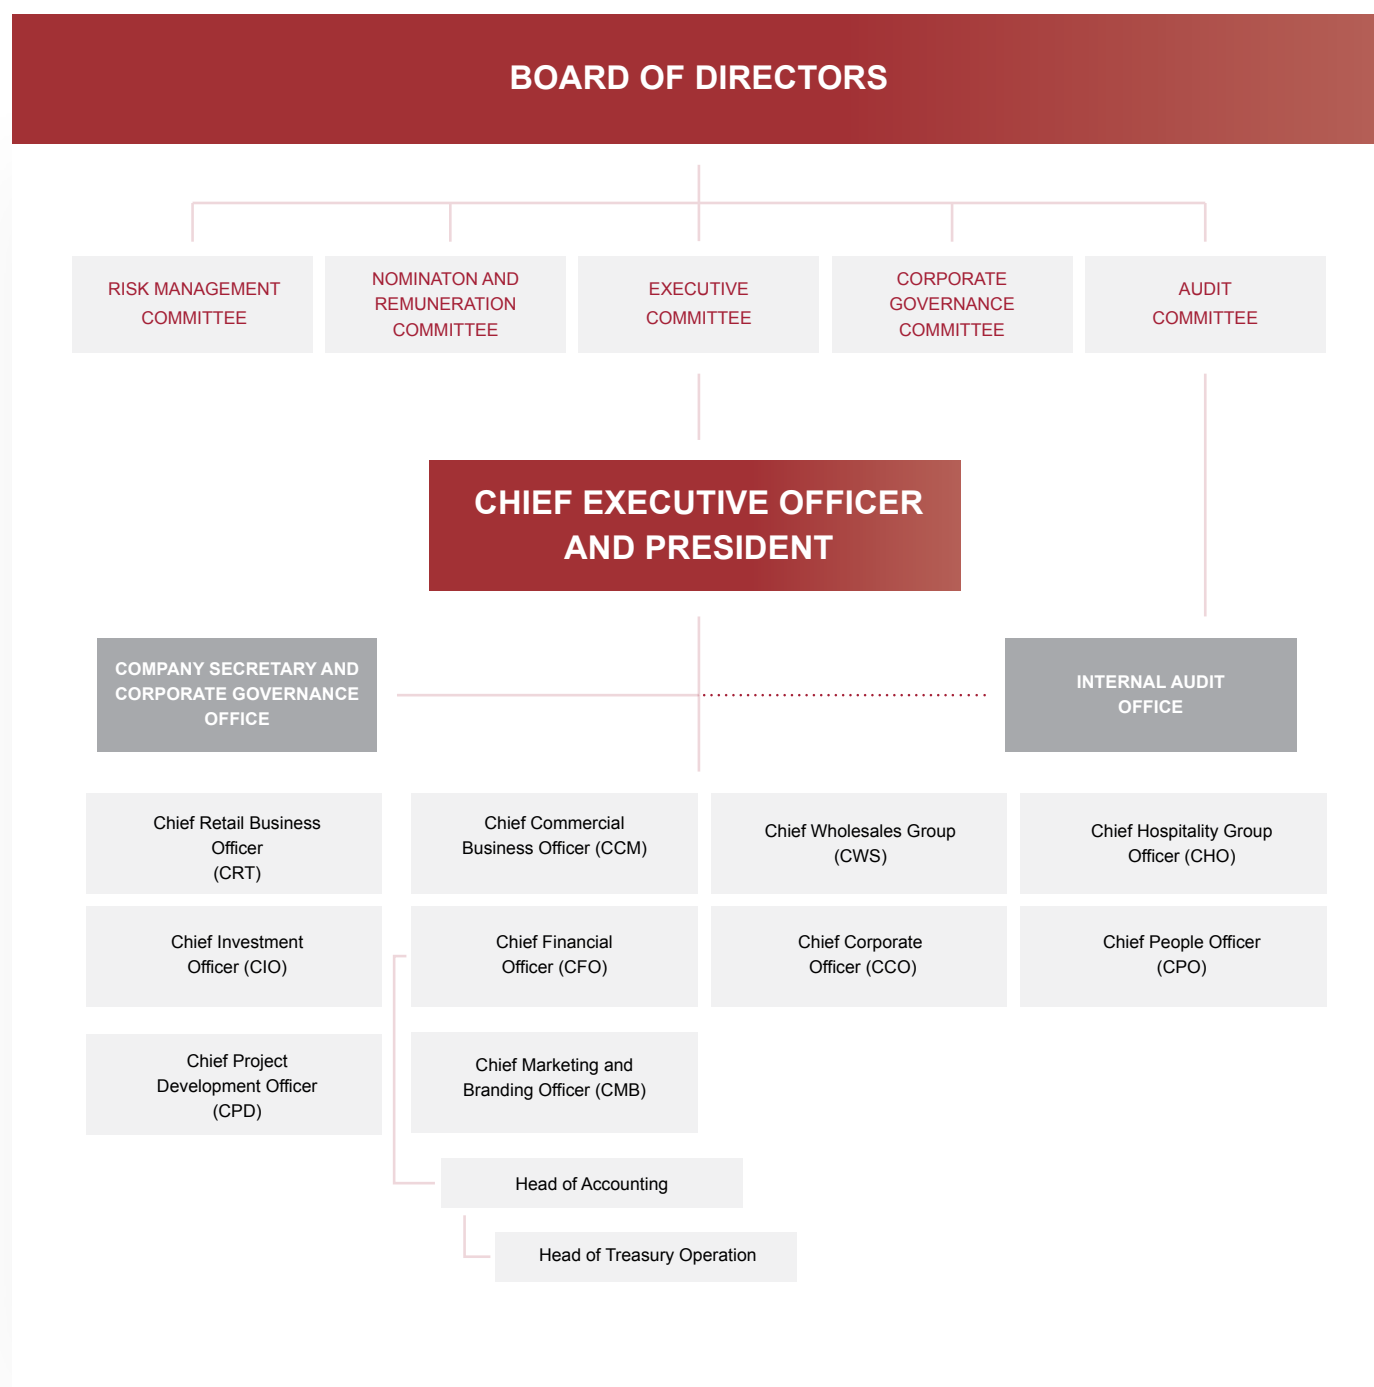 BOARD OF DIRECTORS
RISK MANAGEMENT
COMMITTEE
NOMINATON AND
REMUNERATION
COMMITTEE
EXECUTIVE
COMMITTEE
CORPORATE
GOVERNANCE
COMMITTEE
AUDIT
COMMITTEE
CHIEF EXECUTIVE OFFICER
AND PRESIDENT
COMPANY SECRETARY AND
CORPORATE GOVERNANCE
OFFICE
INTERNAL AUDIT
OFFICE
Chief Retail Business
Officer
(CRT)
Chief Commercial
Business Officer (CCM)
Chief Wholesales Group
(CWS)
Chief Hospitality Group
Officer (CHO)
Chief Investment
Officer (CIO)
Chief Financial
Officer (CFO)
Chief Corporate
Officer (CCO)
Chief People Officer
(CPO)
Chief Project
Development Officer
(CPD)
Chief Marketing and
Branding Officer (CMB)
Head of Accounting
Head of Treasury Operation